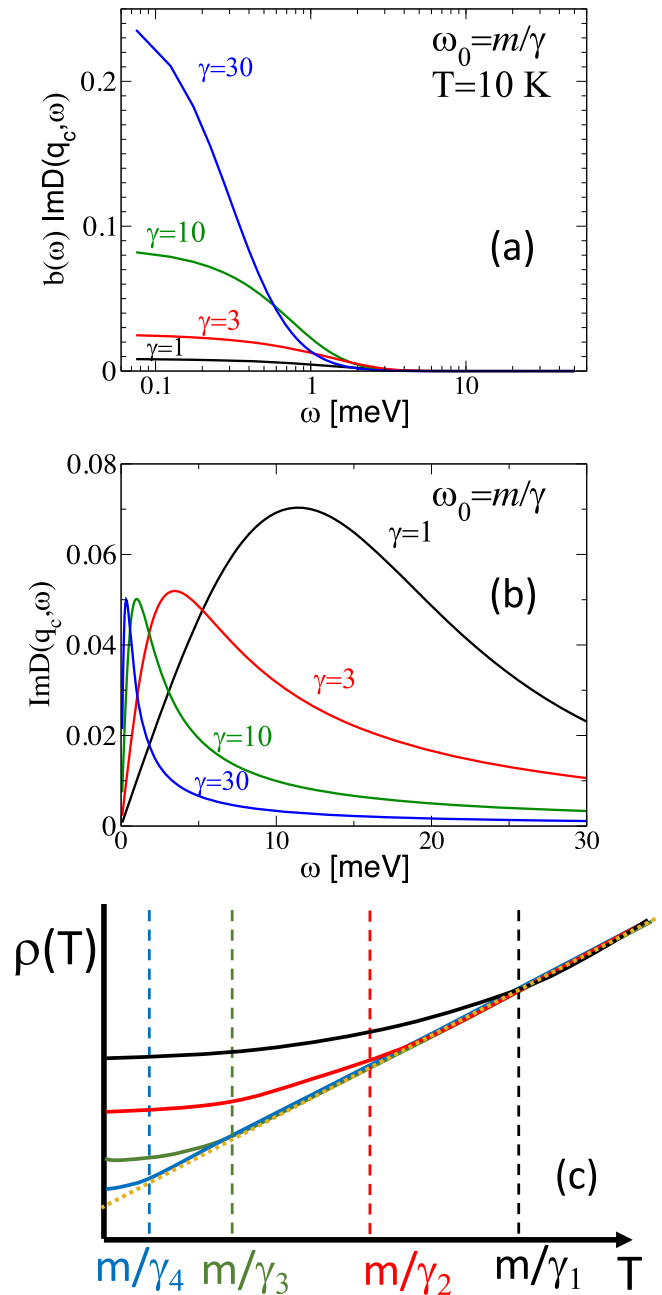 0.2
0.1
0
b(ω) ImD(q_c,ω)
γ=30
γ=10
γ=3
γ=1
ω₀=m/γ
T=10 K
(a)
0.1
1
10
ω [meV]
0.08
0.06
0.04
0.02
0
ImD(q_c,ω)
ω₀=m/γ
γ=1
(b)
γ=3
γ=10
γ=30
0
10
20
30
ω [meV]
ρ(T)
(c)
m/γ₄
m/γ₃
m/γ₂
m/γ₁
T